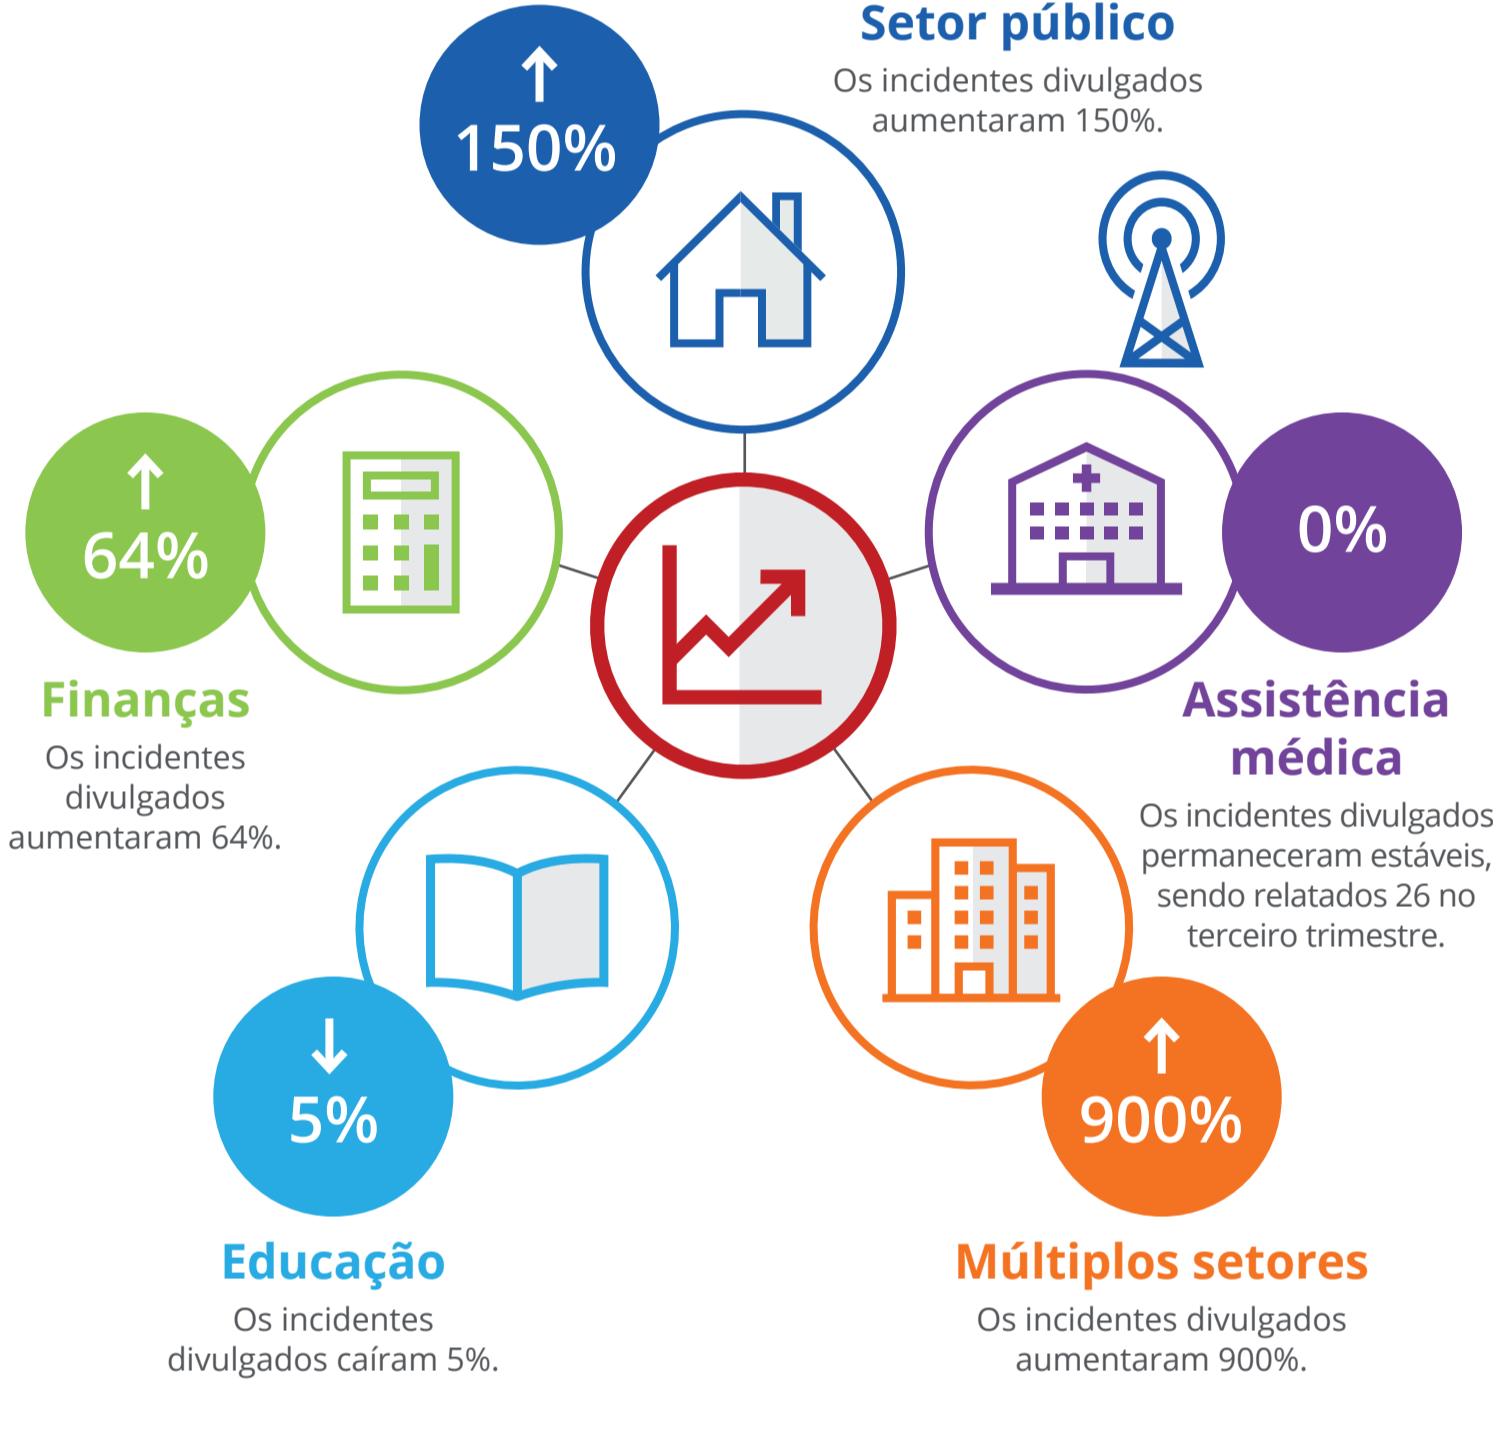 150%
Setor público
Os incidentes divulgados
aumentaram 150%.
64%
Finanças
Os incidentes
divulgados
aumentaram 64%.
0%
Assistência
médica
Os incidentes divulgados
permaneceram estáveis,
sendo relatados 26 no
terceiro trimestre.
5%
Educação
Os incidentes
divulgados caíram 5%.
900%
Múltiplos setores
Os incidentes divulgados
aumentaram 900%.